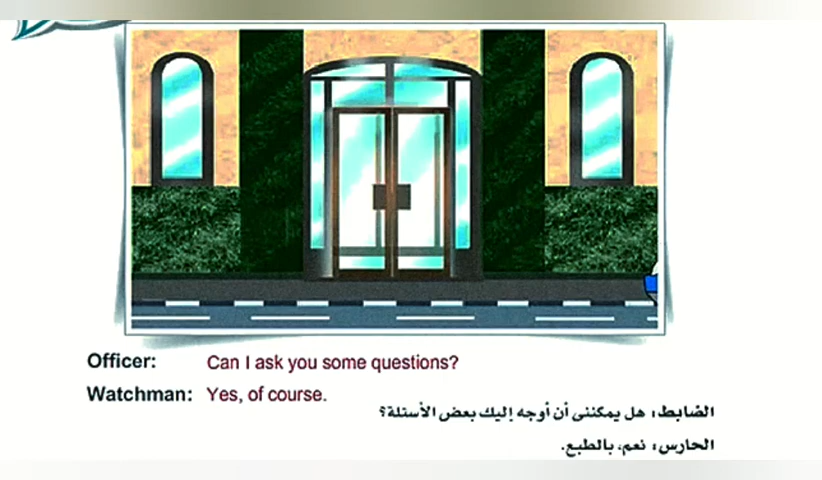 Officer: Can I ask you some questions?
Watchman: Yes, of course.
الضابط: هل يمكننى أن أوجه إليك بعض الأسئلة؟
الحارس: نعم، بالطبع.